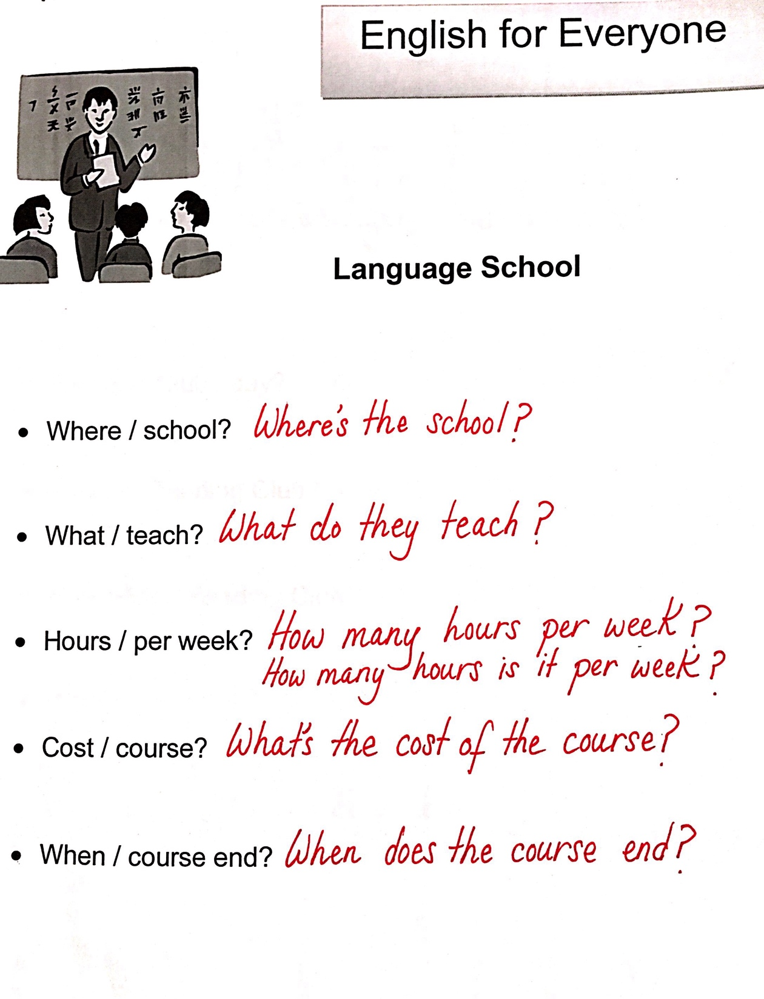 English for Everyone
Language School
• Where / school? Where's the school?
• What / teach? What do they teach?
• Hours / per week? How many hours per week?
How many hours is it per week?
• Cost / course? What's the cost of the course?
• When / course end? When does the course end?